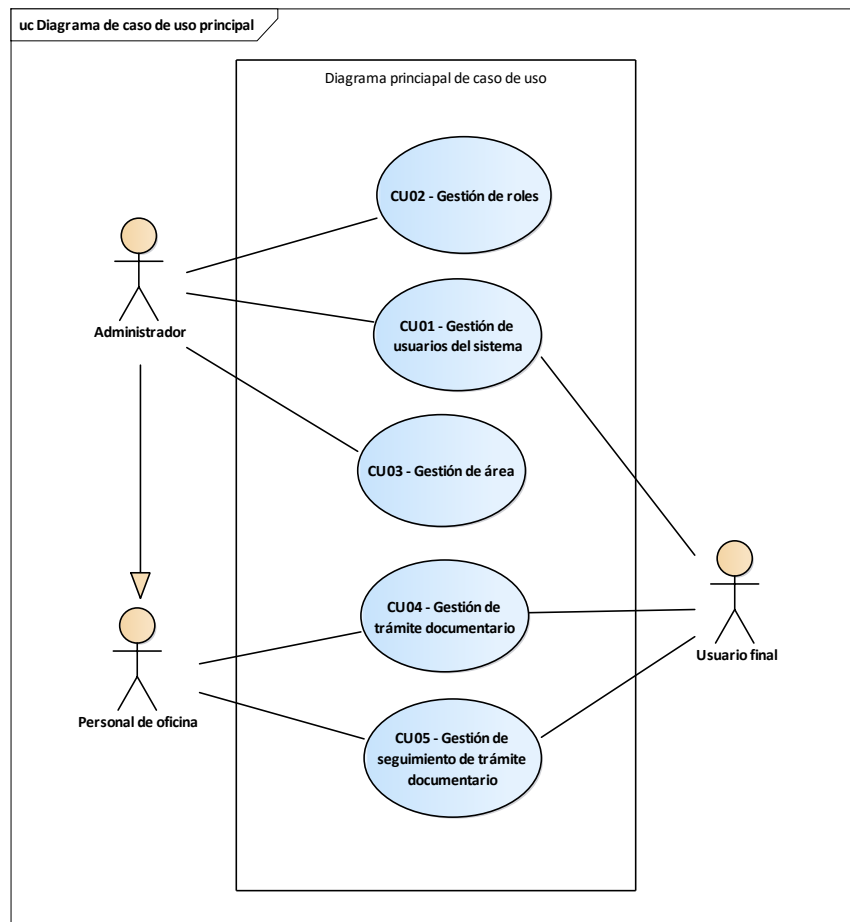 uc Diagrama de caso de uso principal
Diagrama princiapal de caso de uso
CU02 - Gestión de roles
Administrador
CU01 - Gestión de
usuarios del sistema
CU03 - Gestión de área
CU04 - Gestión de
trámite documentario
Usuario final
Personal de oficina
CU05 - Gestión de
seguimiento de trámite
documentario